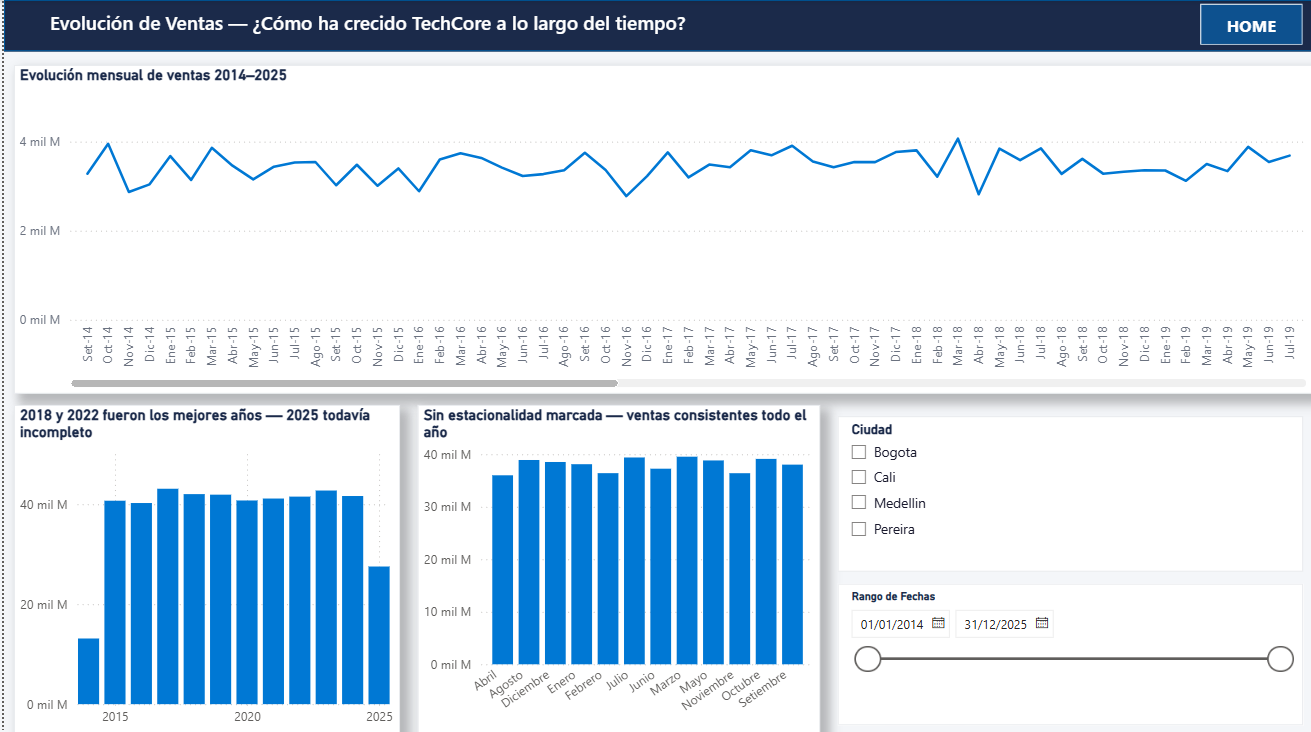 Evolución de Ventas — ¿Cómo ha crecido TechCore a lo largo del tiempo?
HOME
Evolución mensual de ventas 2014–2025
4 mil M
2 mil M
0 mil M
Set-14
Oct-14
Nov-14
Dic-14
Ene-15
Feb-15
Mar-15
Abr-15
May-15
Jun-15
Jul-15
Ago-15
Set-15
Oct-15
Nov-15
Dic-15
Ene-16
Feb-16
Mar-16
Abr-16
May-16
Jun-16
Jul-16
Ago-16
Set-16
Oct-16
Nov-16
Dic-16
Ene-17
Feb-17
Mar-17
Abr-17
May-17
Jun-17
Jul-17
Ago-17
Set-17
Oct-17
Nov-17
Dic-17
Ene-18
Feb-18
Mar-18
Abr-18
May-18
Jun-18
Jul-18
Ago-18
Set-18
Oct-18
Nov-18
Dic-18
Ene-19
Feb-19
Mar-19
Abr-19
May-19
Jun-19
Jul-19
2018 y 2022 fueron los mejores años — 2025 todavía
incompleto
40 mil M
20 mil M
0 mil M
2015
2020
2025
Sin estacionalidad marcada — ventas consistentes todo el
año
40 mil M
30 mil M
20 mil M
10 mil M
0 mil M
Abril
Agosto
Diciembre
Enero
Febrero
Julio
Junio
Marzo
Mayo
Noviembre
Octubre
Setiembre
Ciudad
Bogota
Cali
Medellin
Pereira
Rango de Fechas
01/01/2014
31/12/2025